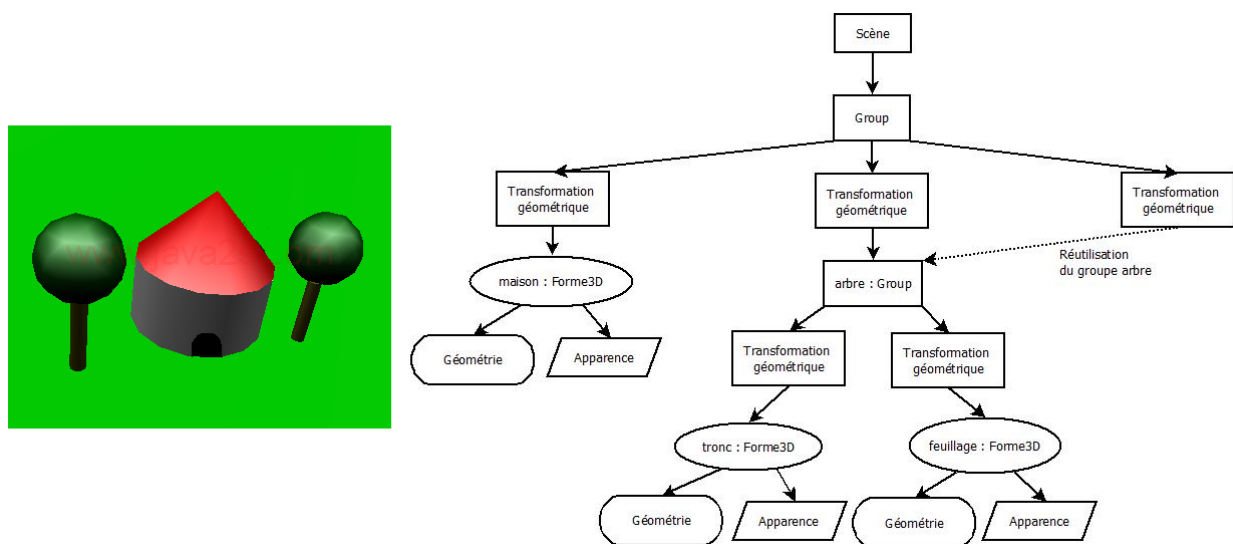 Scène
Group
Transformation
géométrique
Transformation
géométrique
Transformation
géométrique
Réutilisation
du groupe arbre
maison : Forme3D
arbre : Group
Géométrie
Apparence
Transformation
géométrique
Transformation
géométrique
tronc : Forme3D
feuillage : Forme3D
Géométrie
Apparence
Géométrie
Apparence